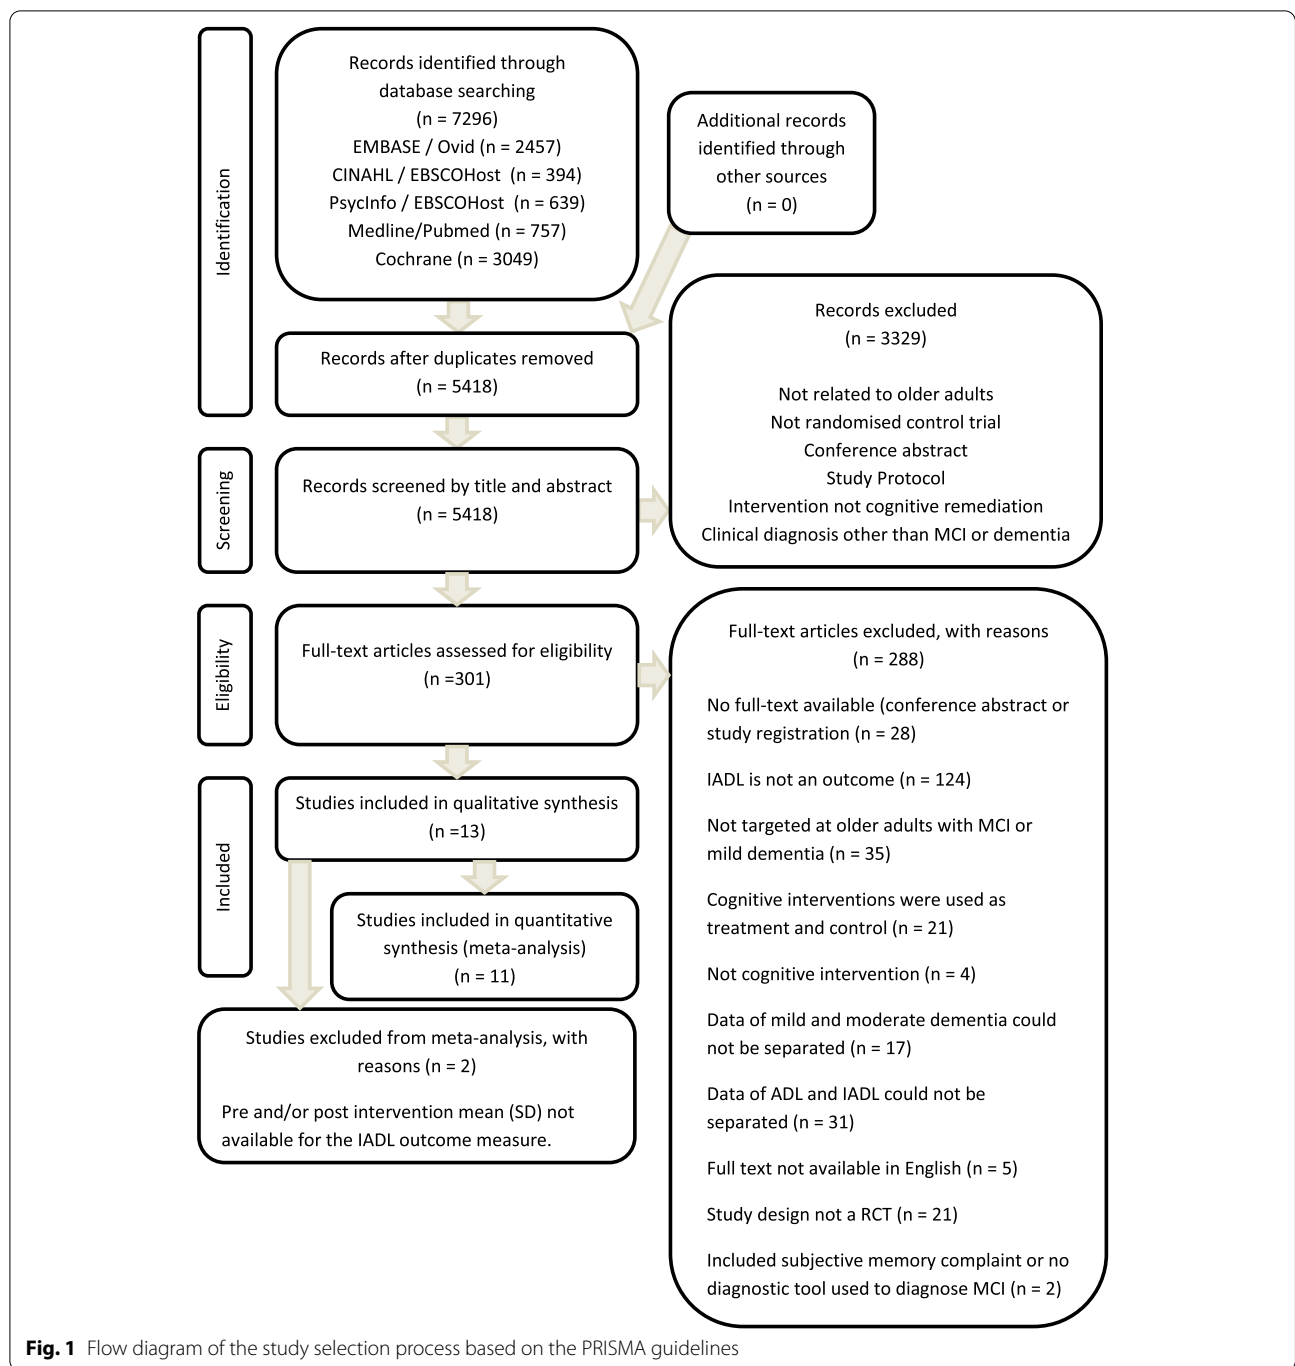 Identification
Records identified through
database searching
(n = 7296)
EMBASE / Ovid (n = 2457)
CINAHL / EBSCOHost (n = 394)
PsycInfo / EBSCOHost (n = 639)
Medline/Pubmed (n = 757)
Cochrane (n = 3049)
Additional records
identified through
other sources
(n = 0)
Records after duplicates removed
(n = 5418)
Records excluded
(n = 3329)
Not related to older adults
Not randomised control trial
Conference abstract
Study Protocol
Intervention not cognitive remediation
Clinical diagnosis other than MCI or dementia
Screening
Records screened by title and abstract
(n = 5418)
Eligibility
Full-text articles assessed for eligibility
(n =301)
Full-text articles excluded, with reasons
(n = 288)
No full-text available (conference abstract or
study registration (n = 28)
IADL is not an outcome (n = 124)
Not targeted at older adults with MCI or
mild dementia (n = 35)
Cognitive interventions were used as
treatment and control (n = 21)
Not cognitive intervention (n = 4)
Data of mild and moderate dementia could
not be separated (n = 17)
Data of ADL and IADL could not be
separated (n = 31)
Full text not available in English (n = 5)
Study design not a RCT (n = 21)
Included subjective memory complaint or no
diagnostic tool used to diagnose MCI (n = 2)
Included
Studies included in qualitative synthesis
(n =13)
Studies included in quantitative
synthesis (meta-analysis)
(n = 11)
Studies excluded from meta-analysis, with
reasons (n = 2)
Pre and/or post intervention mean (SD) not
available for the IADL outcome measure.
Fig. 1 Flow diagram of the study selection process based on the PRISMA guidelines